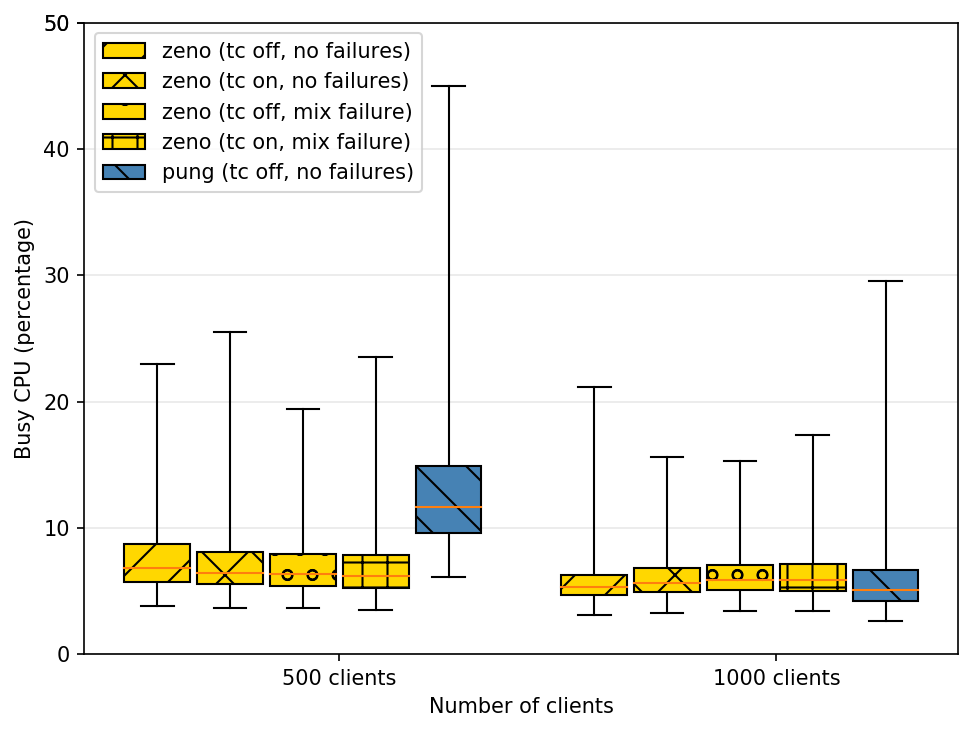 50
40
30
20
10
0
Busy CPU (percentage)
zeno (tc off, no failures)
zeno (tc on, no failures)
zeno (tc off, mix failure)
zeno (tc on, mix failure)
pung (tc off, no failures)
500 clients
1000 clients
Number of clients